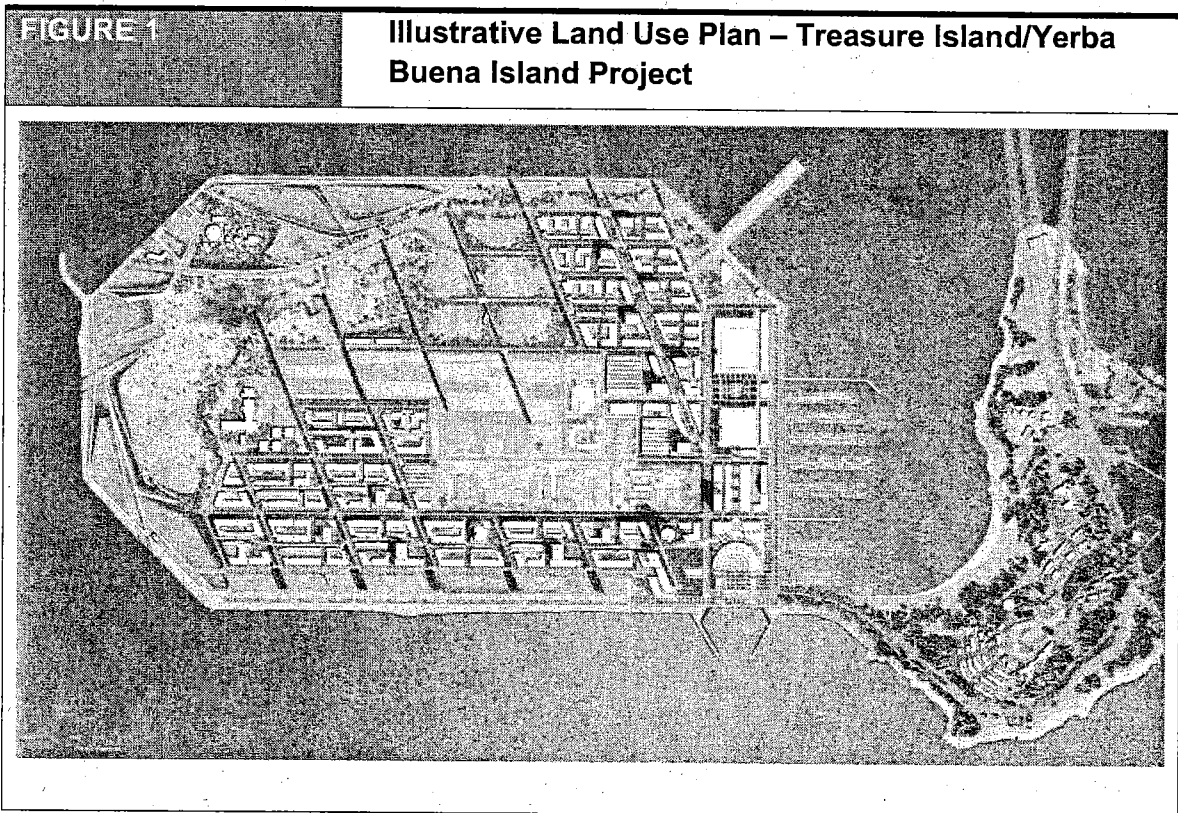 FIGURE 1
Illustrative Land Use Plan – Treasure Island/Yerba
Buena Island Project